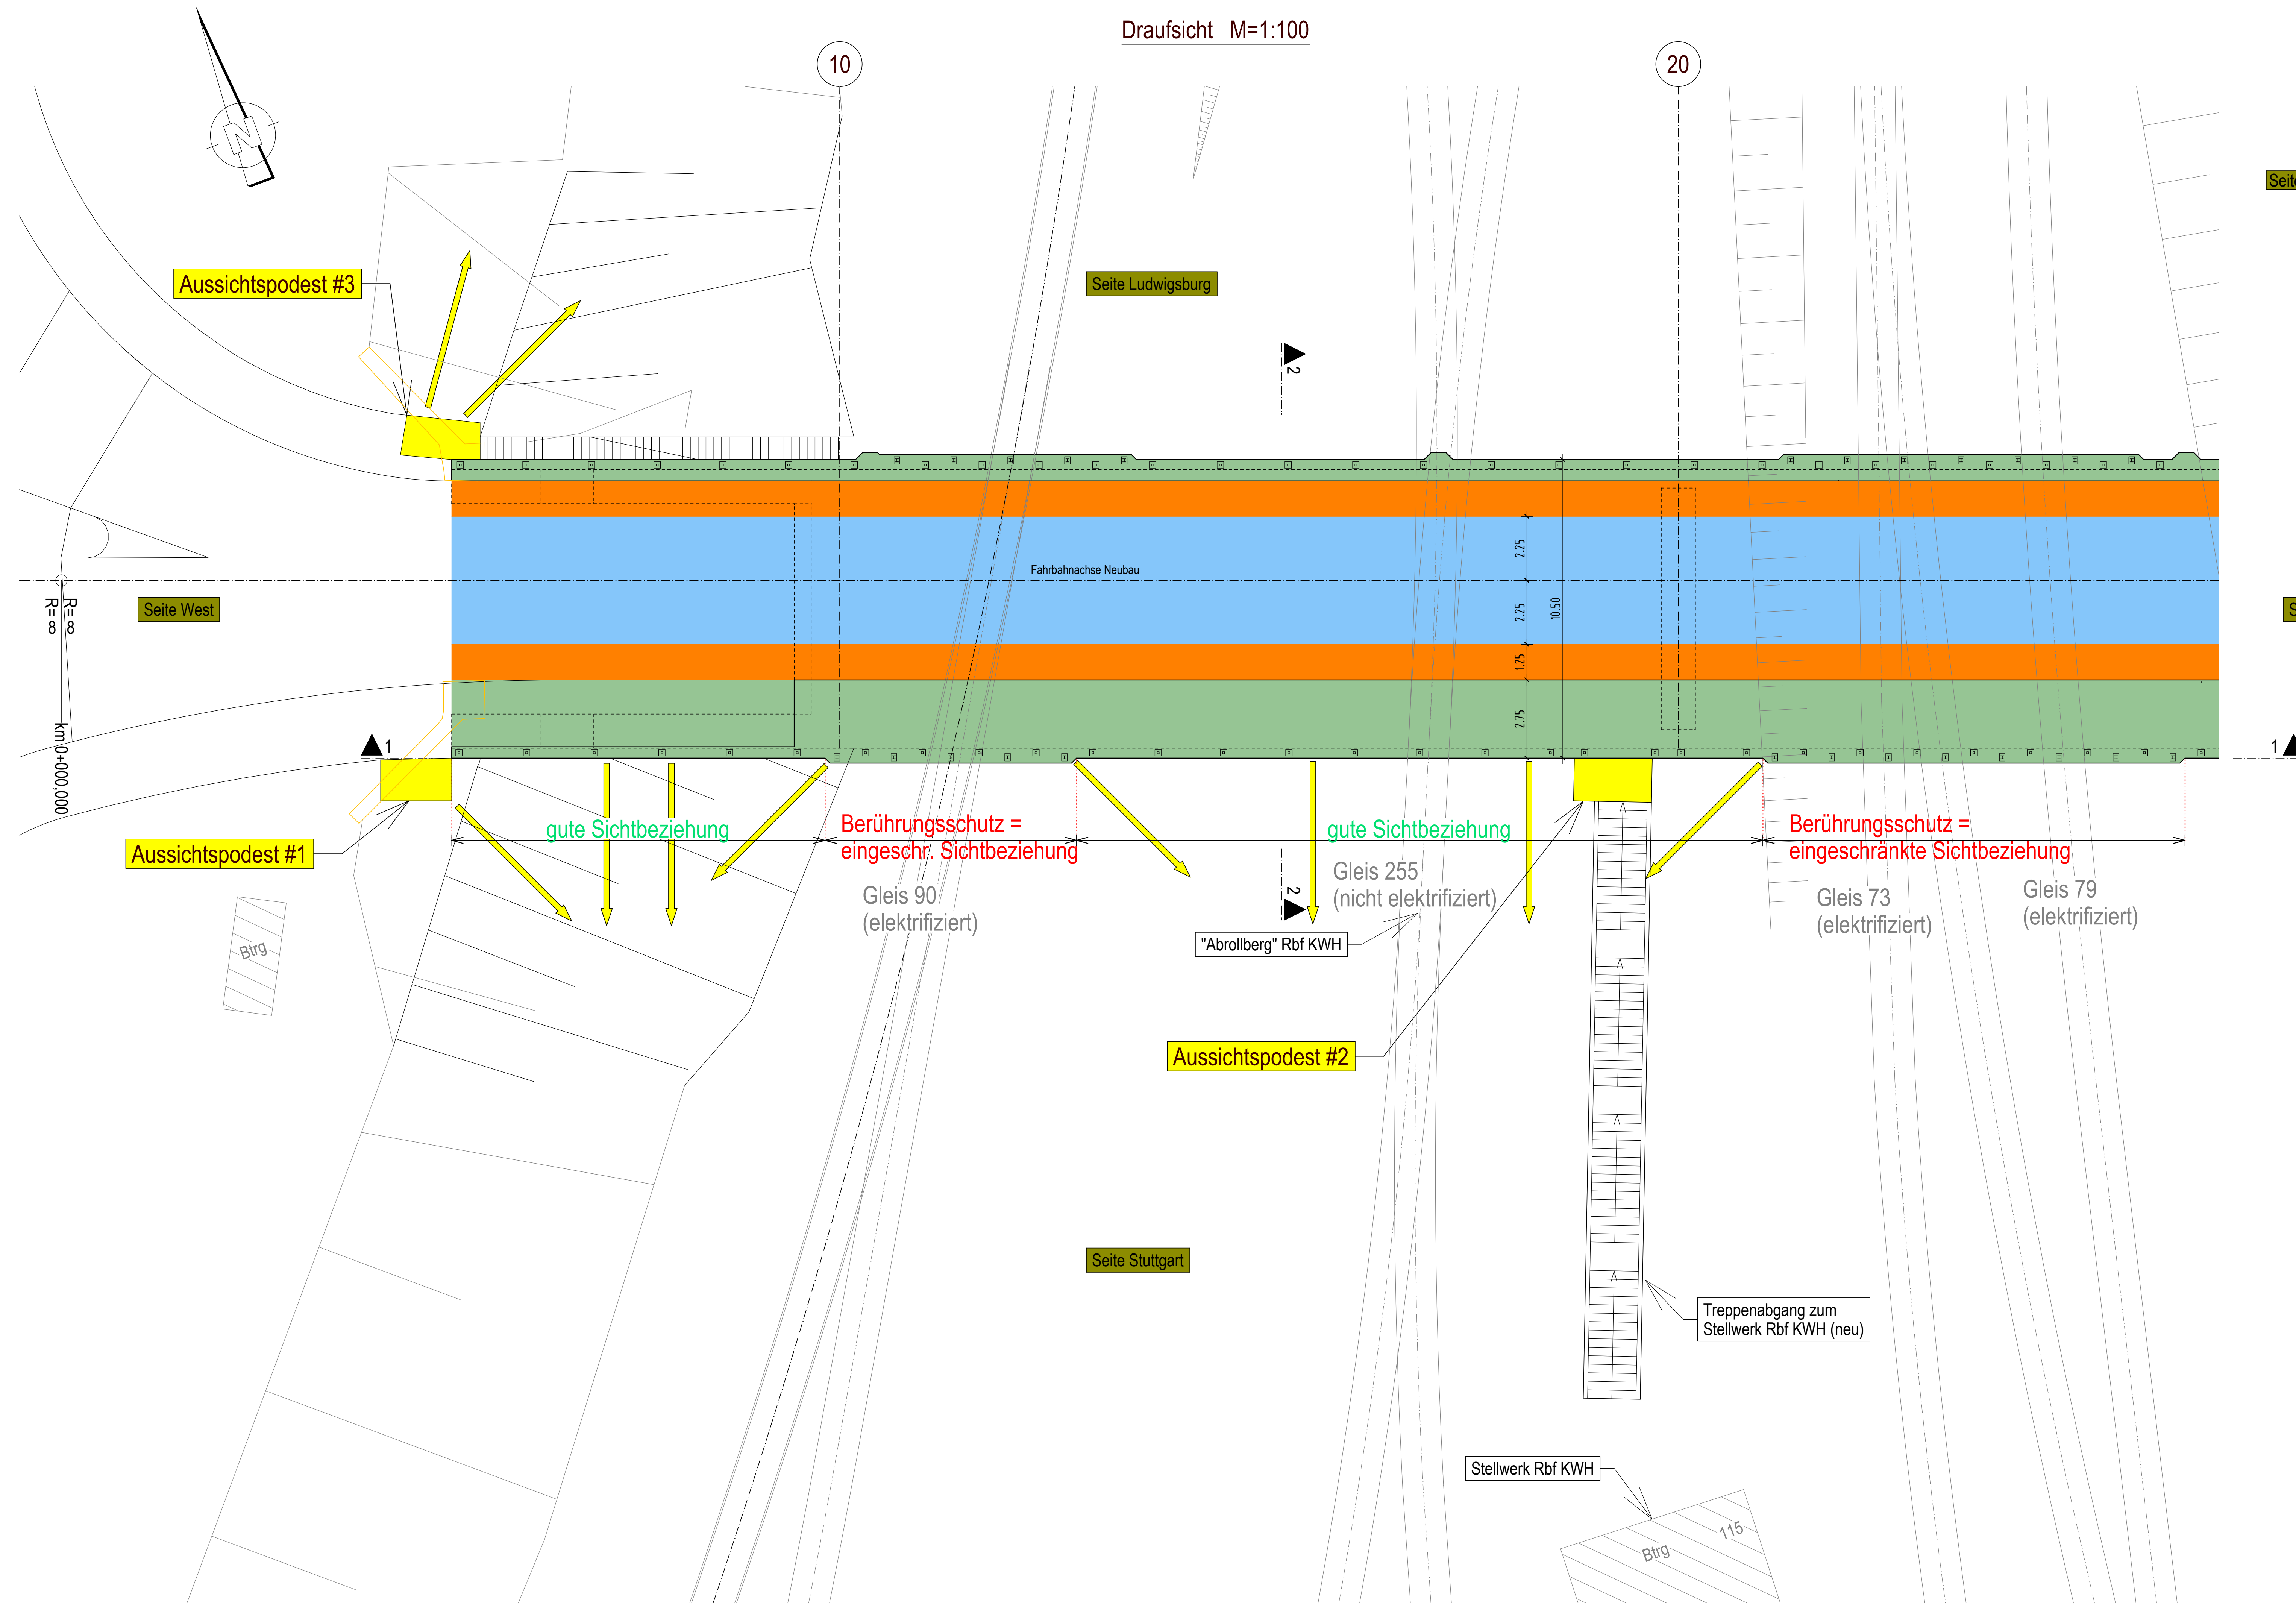 Draufsicht M=1:100
10
20
N
Seite
Aussichtspodest #3
Seite Ludwigsburg
2
Fahrbahnachse Neubau
2.25
2.25
10.50
1.25
2.75
Seite West
R=∞
R=∞
km 0+000,000
S
1
1
gute Sichtbeziehung
Berührungsschutz =
eingeschr. Sichtbeziehung
gute Sichtbeziehung
Berührungsschutz =
eingeschränkte Sichtbeziehung
Aussichtspodest #1
Gleis 90
(elektrifiziert)
Gleis 255
(nicht elektrifiziert)
2
Gleis 73
(elektrifiziert)
Gleis 79
(elektrifiziert)
Btrg
"Abrollberg" Rbf KWH
Aussichtspodest #2
Seite Stuttgart
Treppenabgang zum
Stellwerk Rbf KWH (neu)
Stellwerk Rbf KWH
115
Btrg